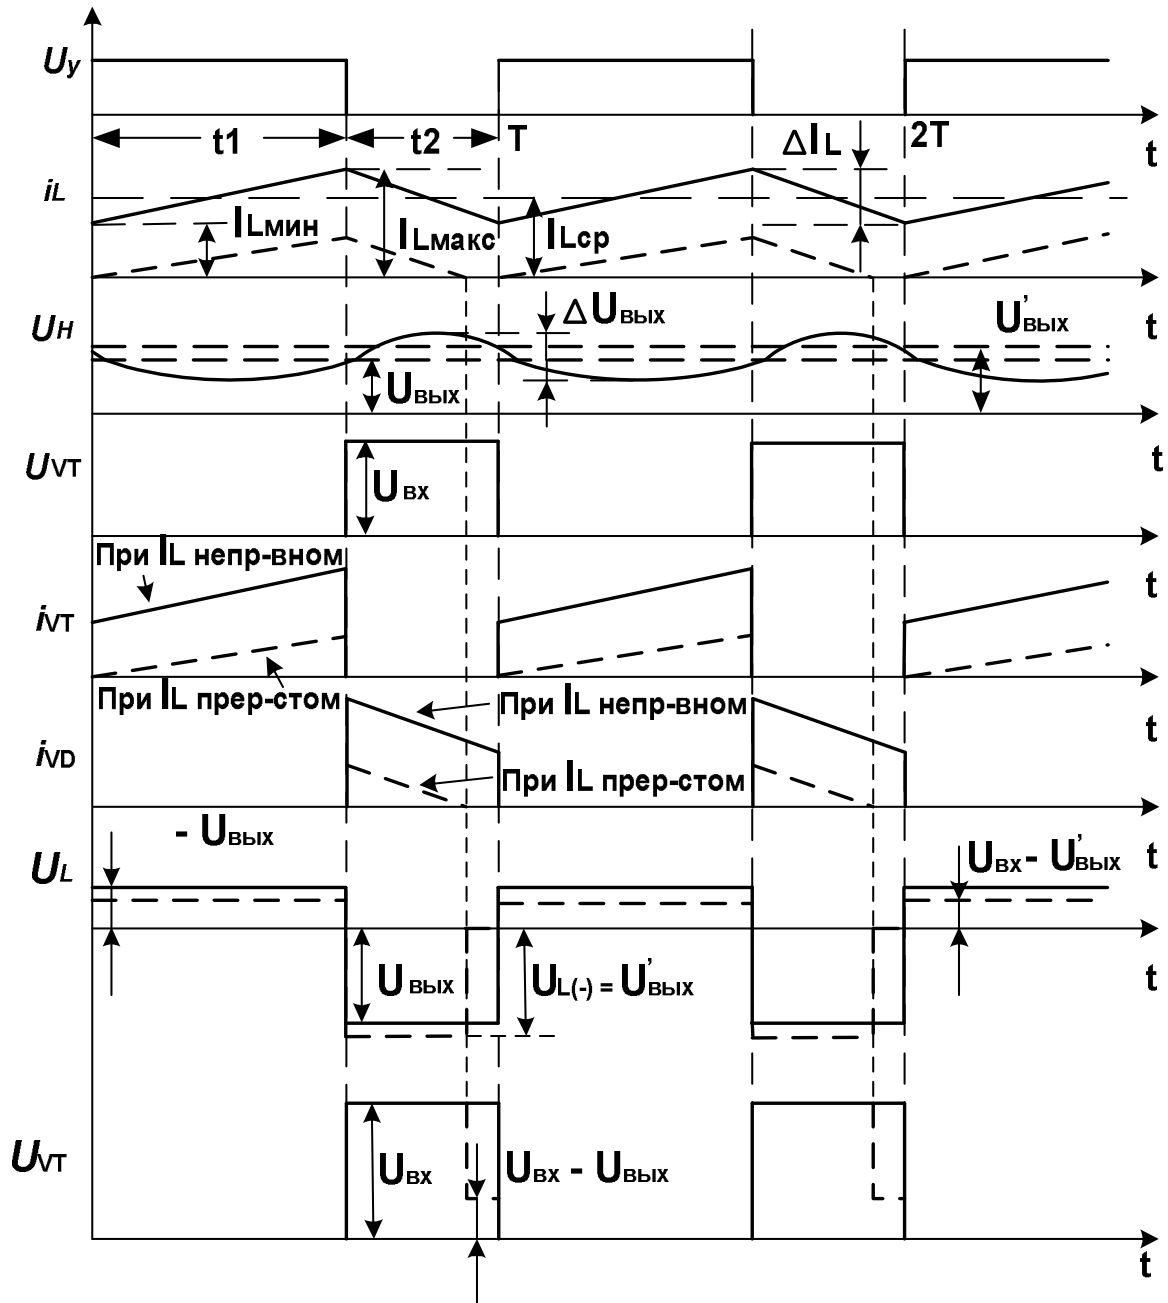 Uу
t1
t2
T
ΔIL
2T
t
iL
ILмин
ILмакс
ILср
t
UН
ΔUвых
U'вых
Uвых
t
UVT
Uвх
При IL непр-вном
t
iVT
При IL прер-стом
При IL непр-вном
t
iVD
При IL прер-стом
- Uвых
t
UL
Uвх - U'вых
Uвых
UL(-) = U'вых
t
UVT
Uвх
Uвх - Uвых
t